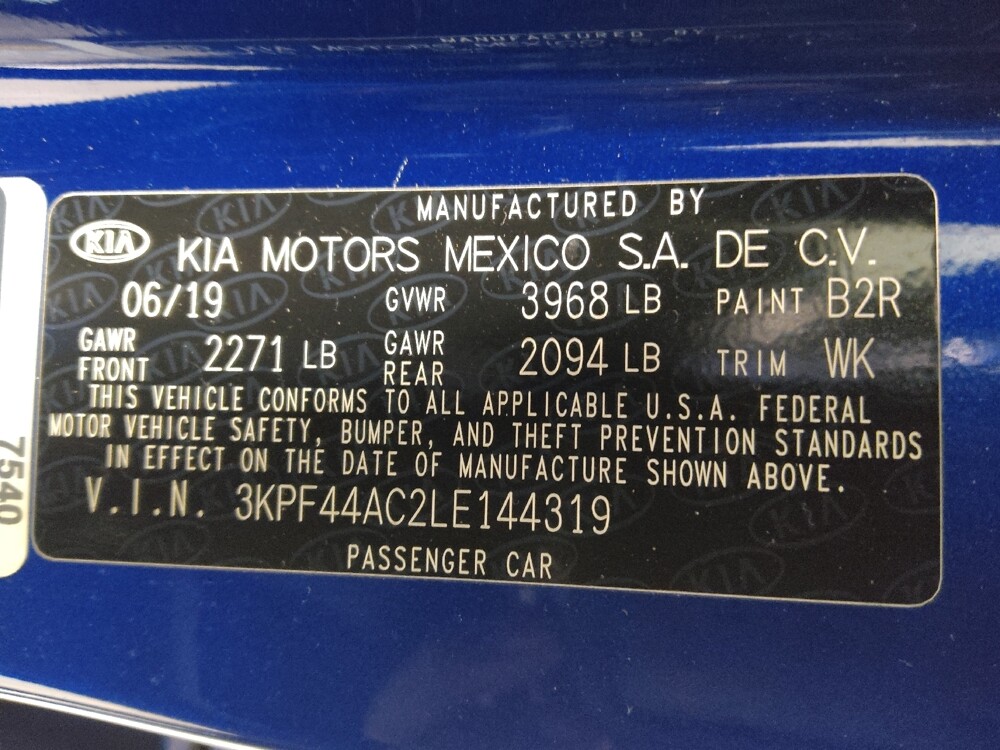 MANUFACTURED BY
KIA KIA MOTORS MEXICO S.A. DE C.V.
06/19 GVWR 3968 LB PAINT B2R
GAWR FRONT 2271 LB GAWR REAR 2094 LB TRIM WK
THIS VEHICLE CONFORMS TO ALL APPLICABLE U.S.A. FEDERAL
MOTOR VEHICLE SAFETY, BUMPER, AND THEFT PREVENTION STANDARDS
IN EFFECT ON THE DATE OF MANUFACTURE SHOWN ABOVE.
V.I.N. 3KPF44AC2LE144319
PASSENGER CAR
7540